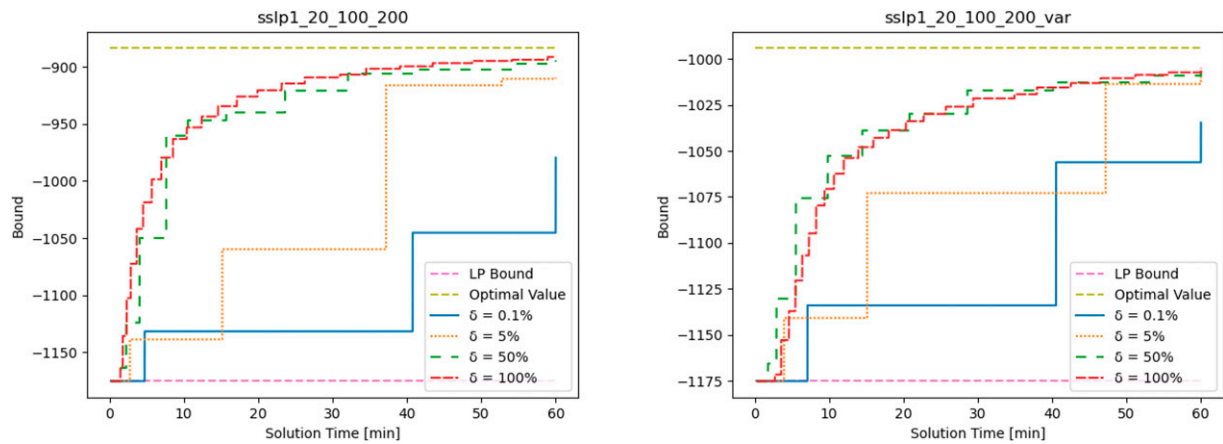 sslp1_20_100_200
−900
−950
−1000
−1050
−1100
−1150
Bound
LP Bound
Optimal Value
δ = 0.1%
δ = 5%
δ = 50%
δ = 100%
0 10 20 30 40 50 60
Solution Time [min]
sslp1_20_100_200_var
−1000
−1025
−1050
−1075
−1100
−1125
−1150
−1175
Bound
LP Bound
Optimal Value
δ = 0.1%
δ = 5%
δ = 50%
δ = 100%
0 10 20 30 40 50 60
Solution Time [min]